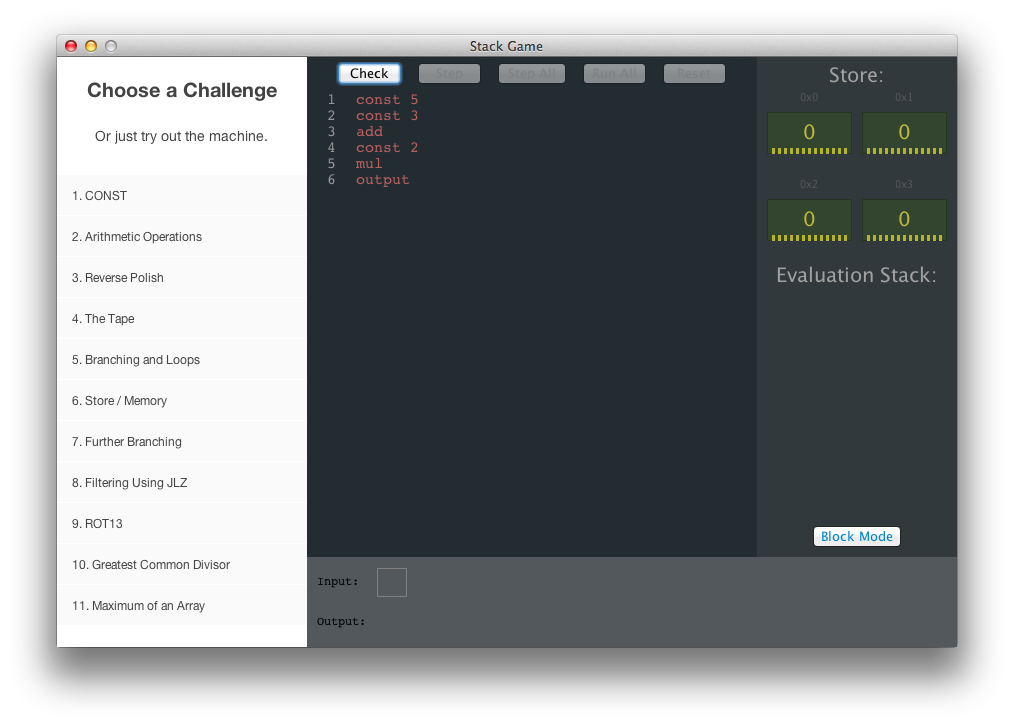 Stack Game
Choose a Challenge
Or just try out the machine.
1. CONST
2. Arithmetic Operations
3. Reverse Polish
4. The Tape
5. Branching and Loops
6. Store / Memory
7. Further Branching
8. Filtering Using JLZ
9. ROT13
10. Greatest Common Divisor
11. Maximum of an Array
Check Step Step All Run All Reset
1 const 5
2 const 3
3 add
4 const 2
5 mul
6 output
Input:
Output:
Store:
0x0 0x1
0 0
0x2 0x3
0 0
Evaluation Stack:
Block Mode